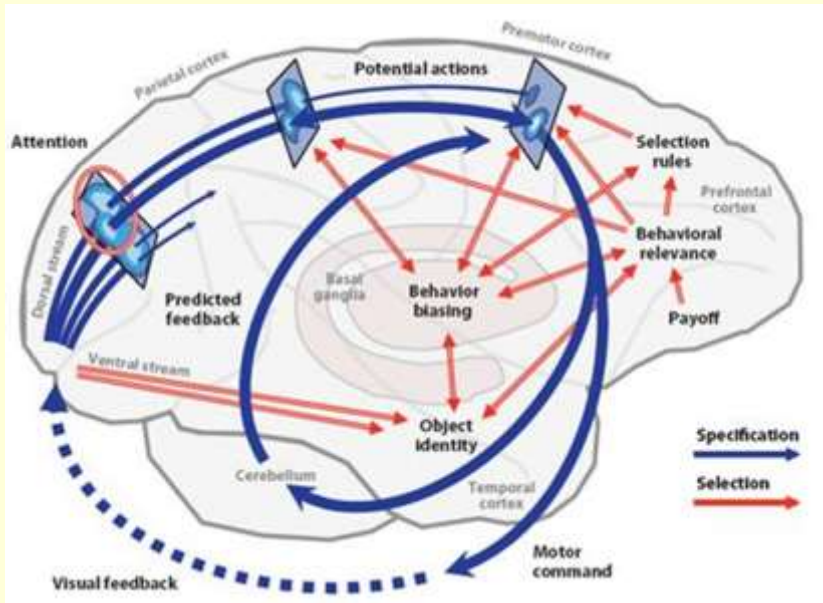 Parietal cortex
Premotor cortex
Potential actions
Attention
Selection
rules
Prefrontal
cortex
Dorsal stream
Behavioral
relevance
Predicted
feedback
Basal
ganglia
Behavior
biasing
Payoff
Ventral stream
Object
identity
Specification
Cerebellum
Temporal
cortex
Selection
Visual feedback
Motor
command